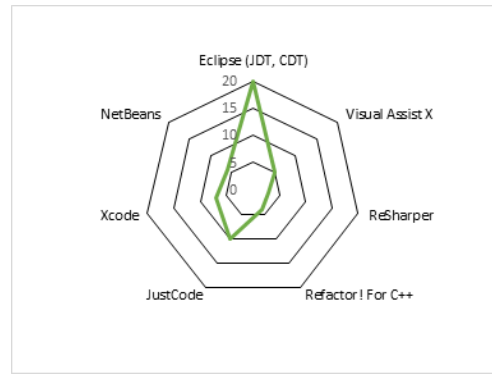 Eclipse (JDT, CDT)
20
15
10
5
0
Visual Assist X
ReSharper
Refactor! For C++
JustCode
Xcode
NetBeans